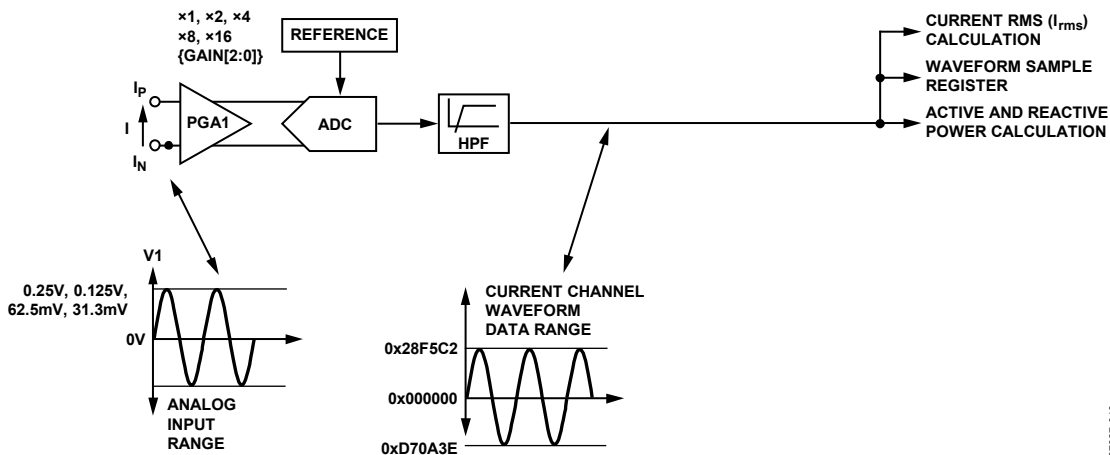 ×1, ×2, ×4
×8, ×16
{GAIN[2:0]}
REFERENCE
I_P
I
I_N
PGA1
ADC
HPF
CURRENT RMS (I_rms)
CALCULATION
WAVEFORM SAMPLE
REGISTER
ACTIVE AND REACTIVE
POWER CALCULATION
V1
0.25V, 0.125V,
62.5mV, 31.3mV
0V
ANALOG
INPUT
RANGE
CURRENT CHANNEL
WAVEFORM
DATA RANGE
0x28F5C2
0x000000
0xD70A3E